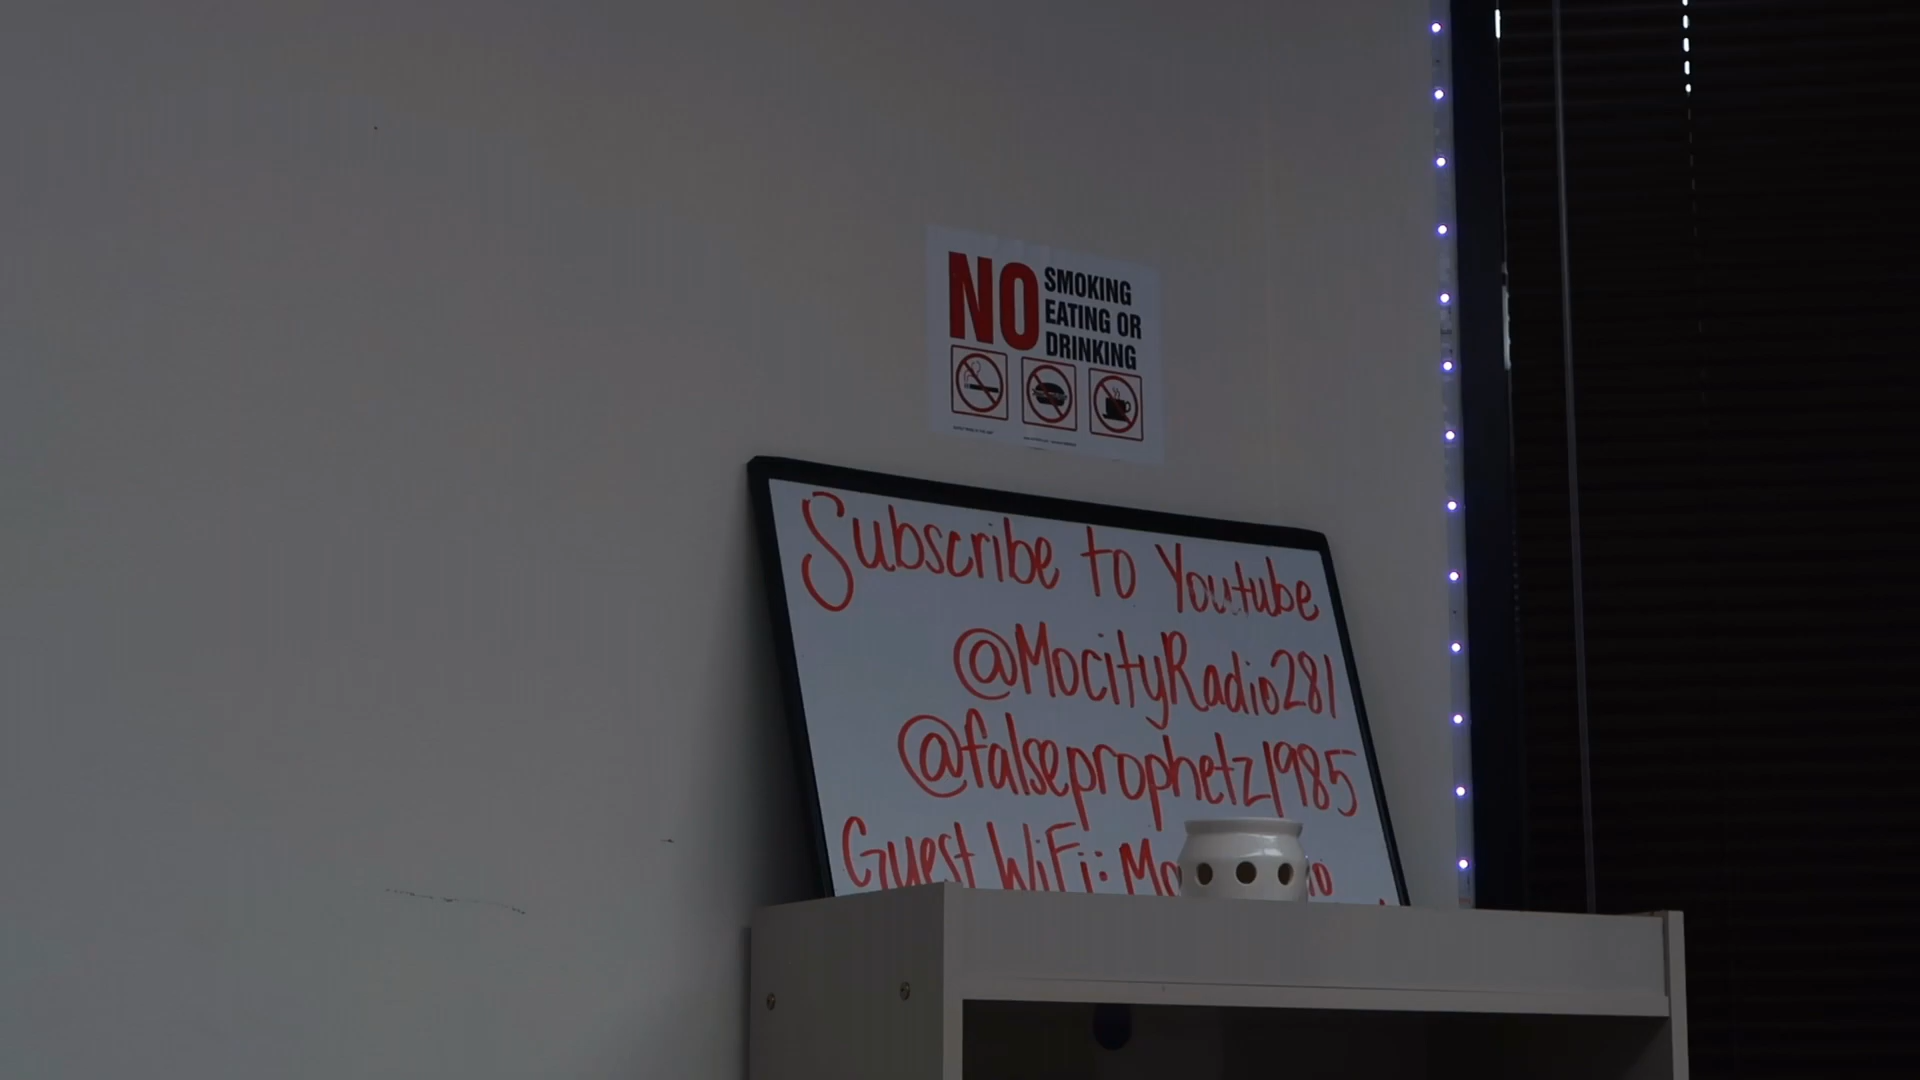 NO SMOKING
EATING OR
DRINKING
Subscribe to Youtube
@MocityRadio281
@falseprophetz1985
Guest WiFi: